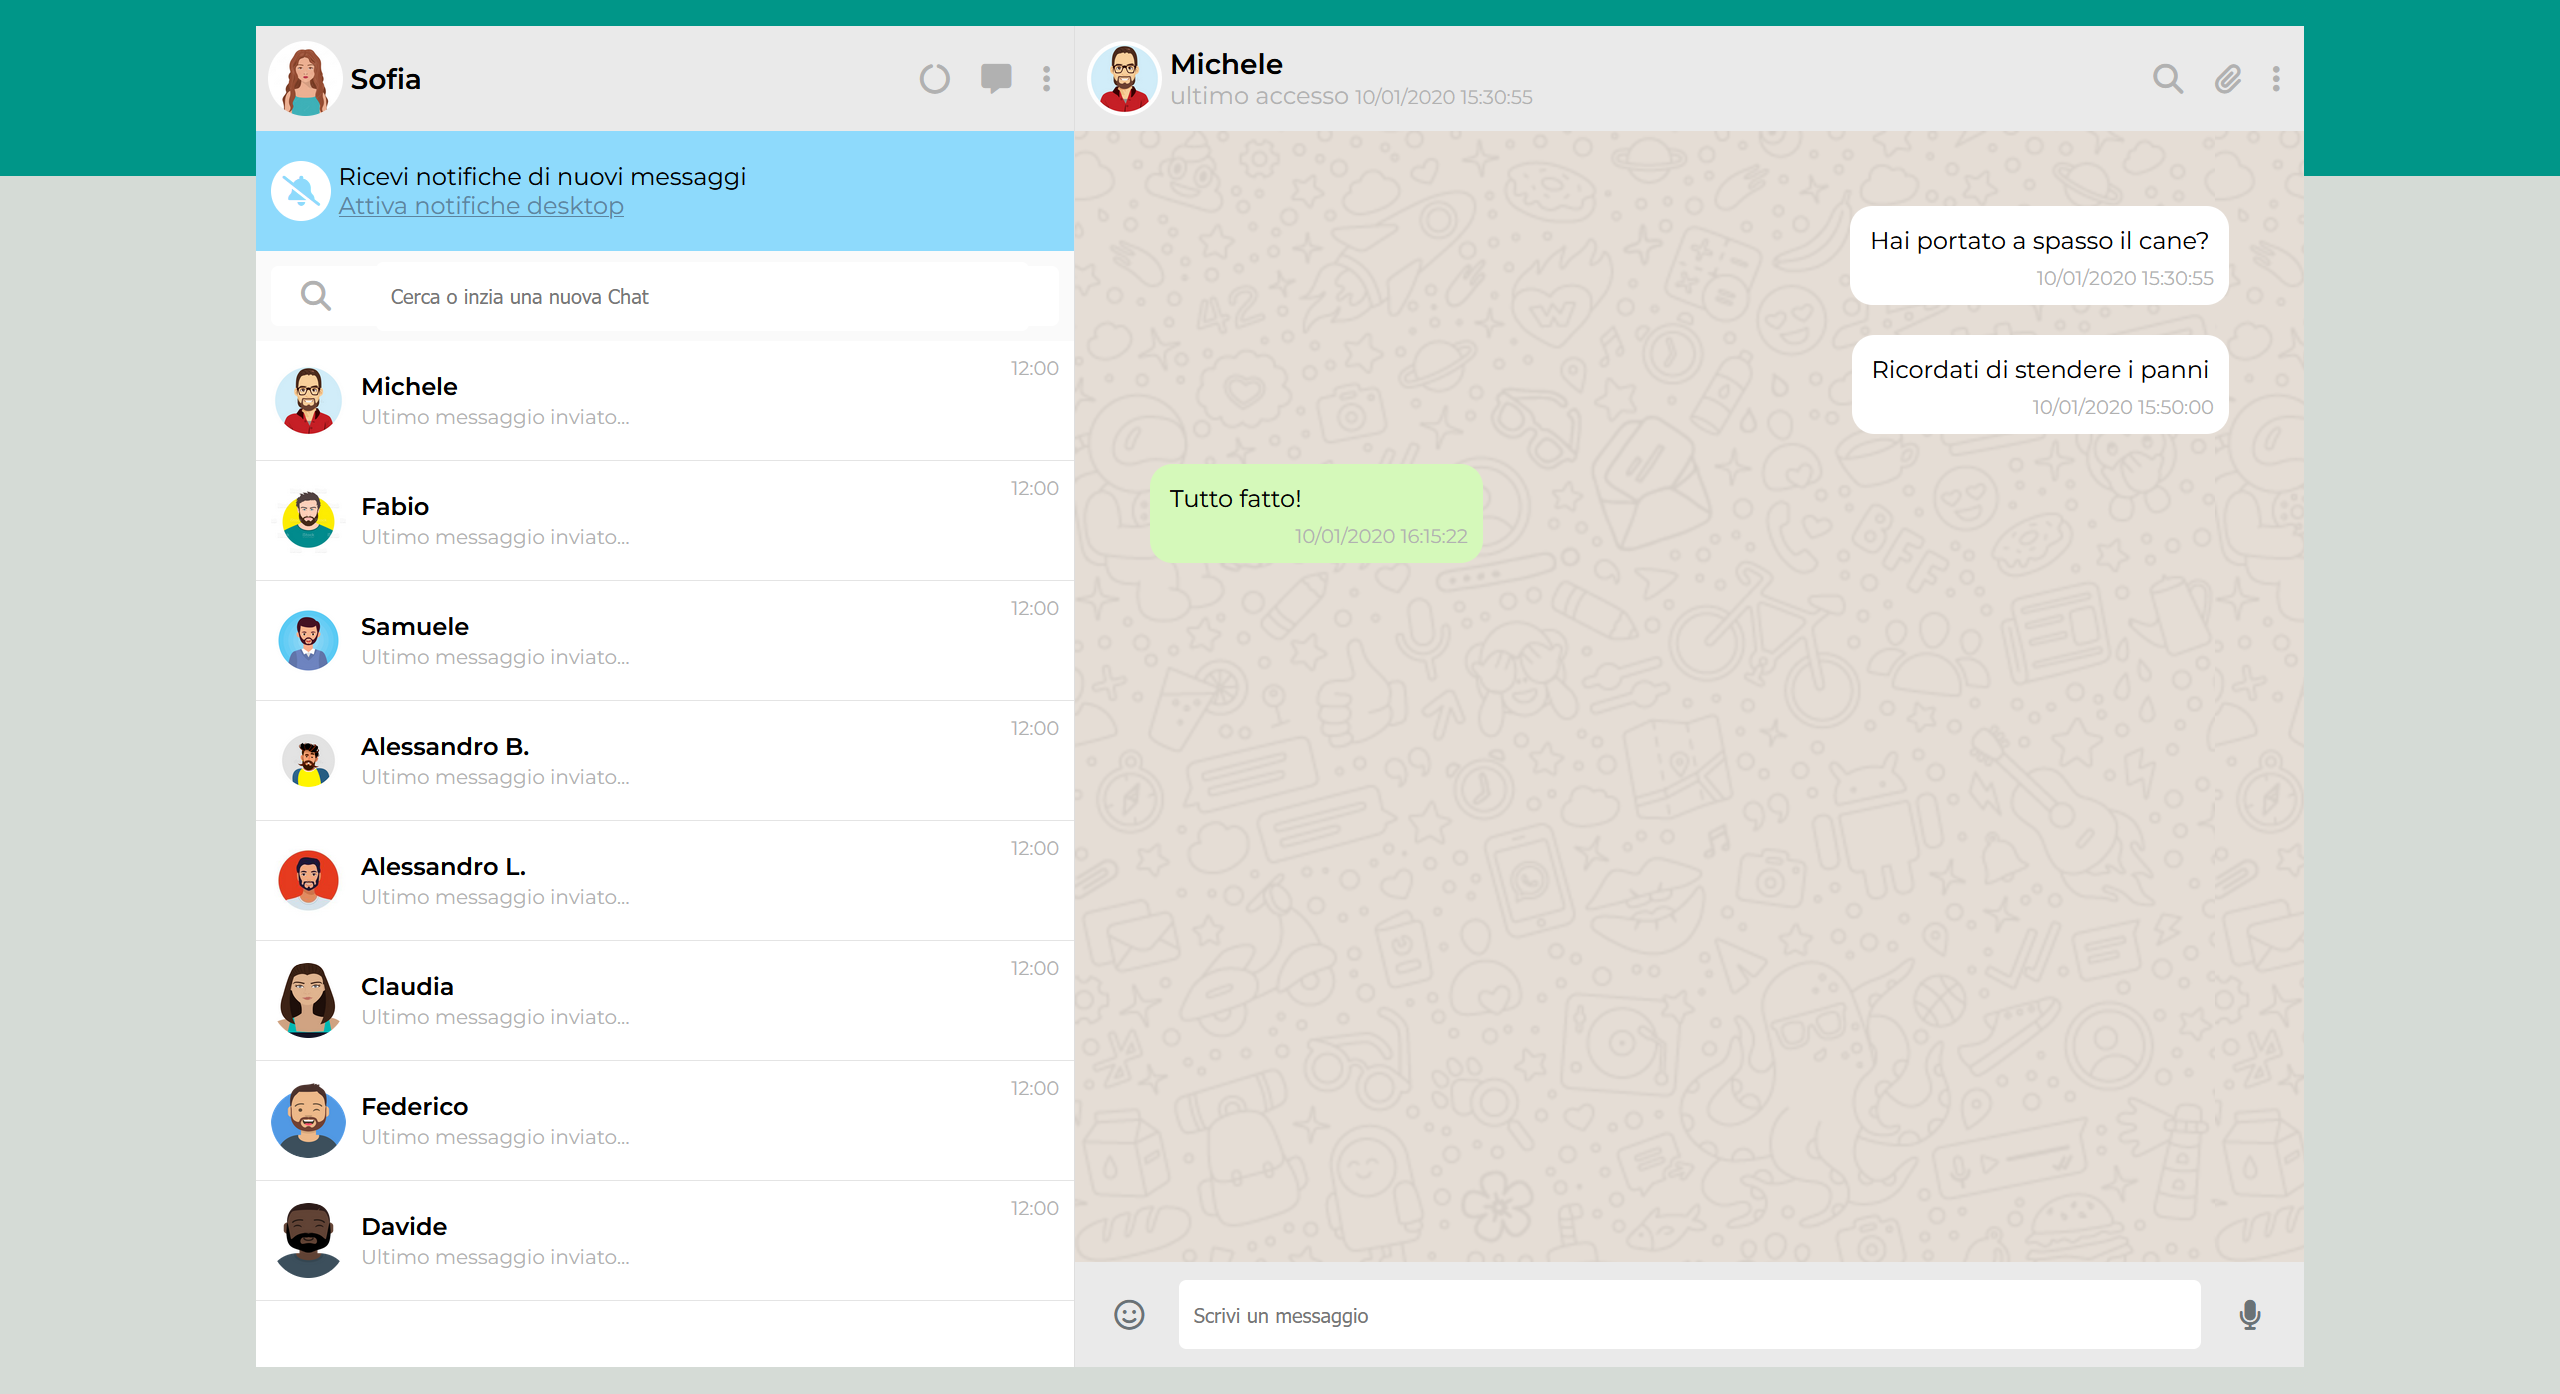 Sofia
Ricevi notifiche di nuovi messaggi
Attiva notifiche desktop
Cerca o inzia una nuova Chat
12:00
Michele
Ultimo messaggio inviato...
12:00
Fabio
Ultimo messaggio inviato...
12:00
Samuele
Ultimo messaggio inviato...
12:00
Alessandro B.
Ultimo messaggio inviato...
12:00
Alessandro L.
Ultimo messaggio inviato...
12:00
Claudia
Ultimo messaggio inviato...
12:00
Federico
Ultimo messaggio inviato...
12:00
Davide
Ultimo messaggio inviato...
Michele
ultimo accesso 10/01/2020 15:30:55
Hai portato a spasso il cane?
10/01/2020 15:30:55
Ricordati di stendere i panni
10/01/2020 15:50:00
Tutto fatto!
10/01/2020 16:15:22
Scrivi un messaggio